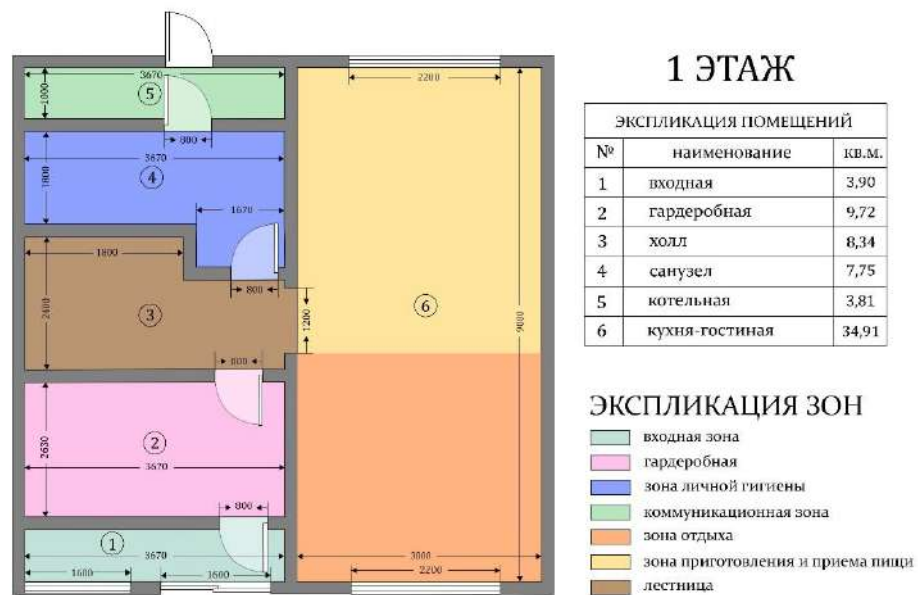 1 ЭТАЖ
ЭКСПЛИКАЦИЯ ПОМЕЩЕНИЙ
№ наименование кв.м.
1 входная 3,90
2 гардеробная 9,72
3 холл 8,34
4 санузел 7,75
5 котельная 3,81
6 кухня-гостиная 34,91
ЭКСПЛИКАЦИЯ ЗОН
входная зона
гардеробная
зона личной гигиены
коммуникационная зона
зона отдыха
зона приготовления и приема пищи
лестница
3670
2200
1000
5
800
3670
1800
4
1670
800
1800
2400
3
1200
6
9000
800
2630
2
3670
800
1
3670
1600
1600
3800
2200